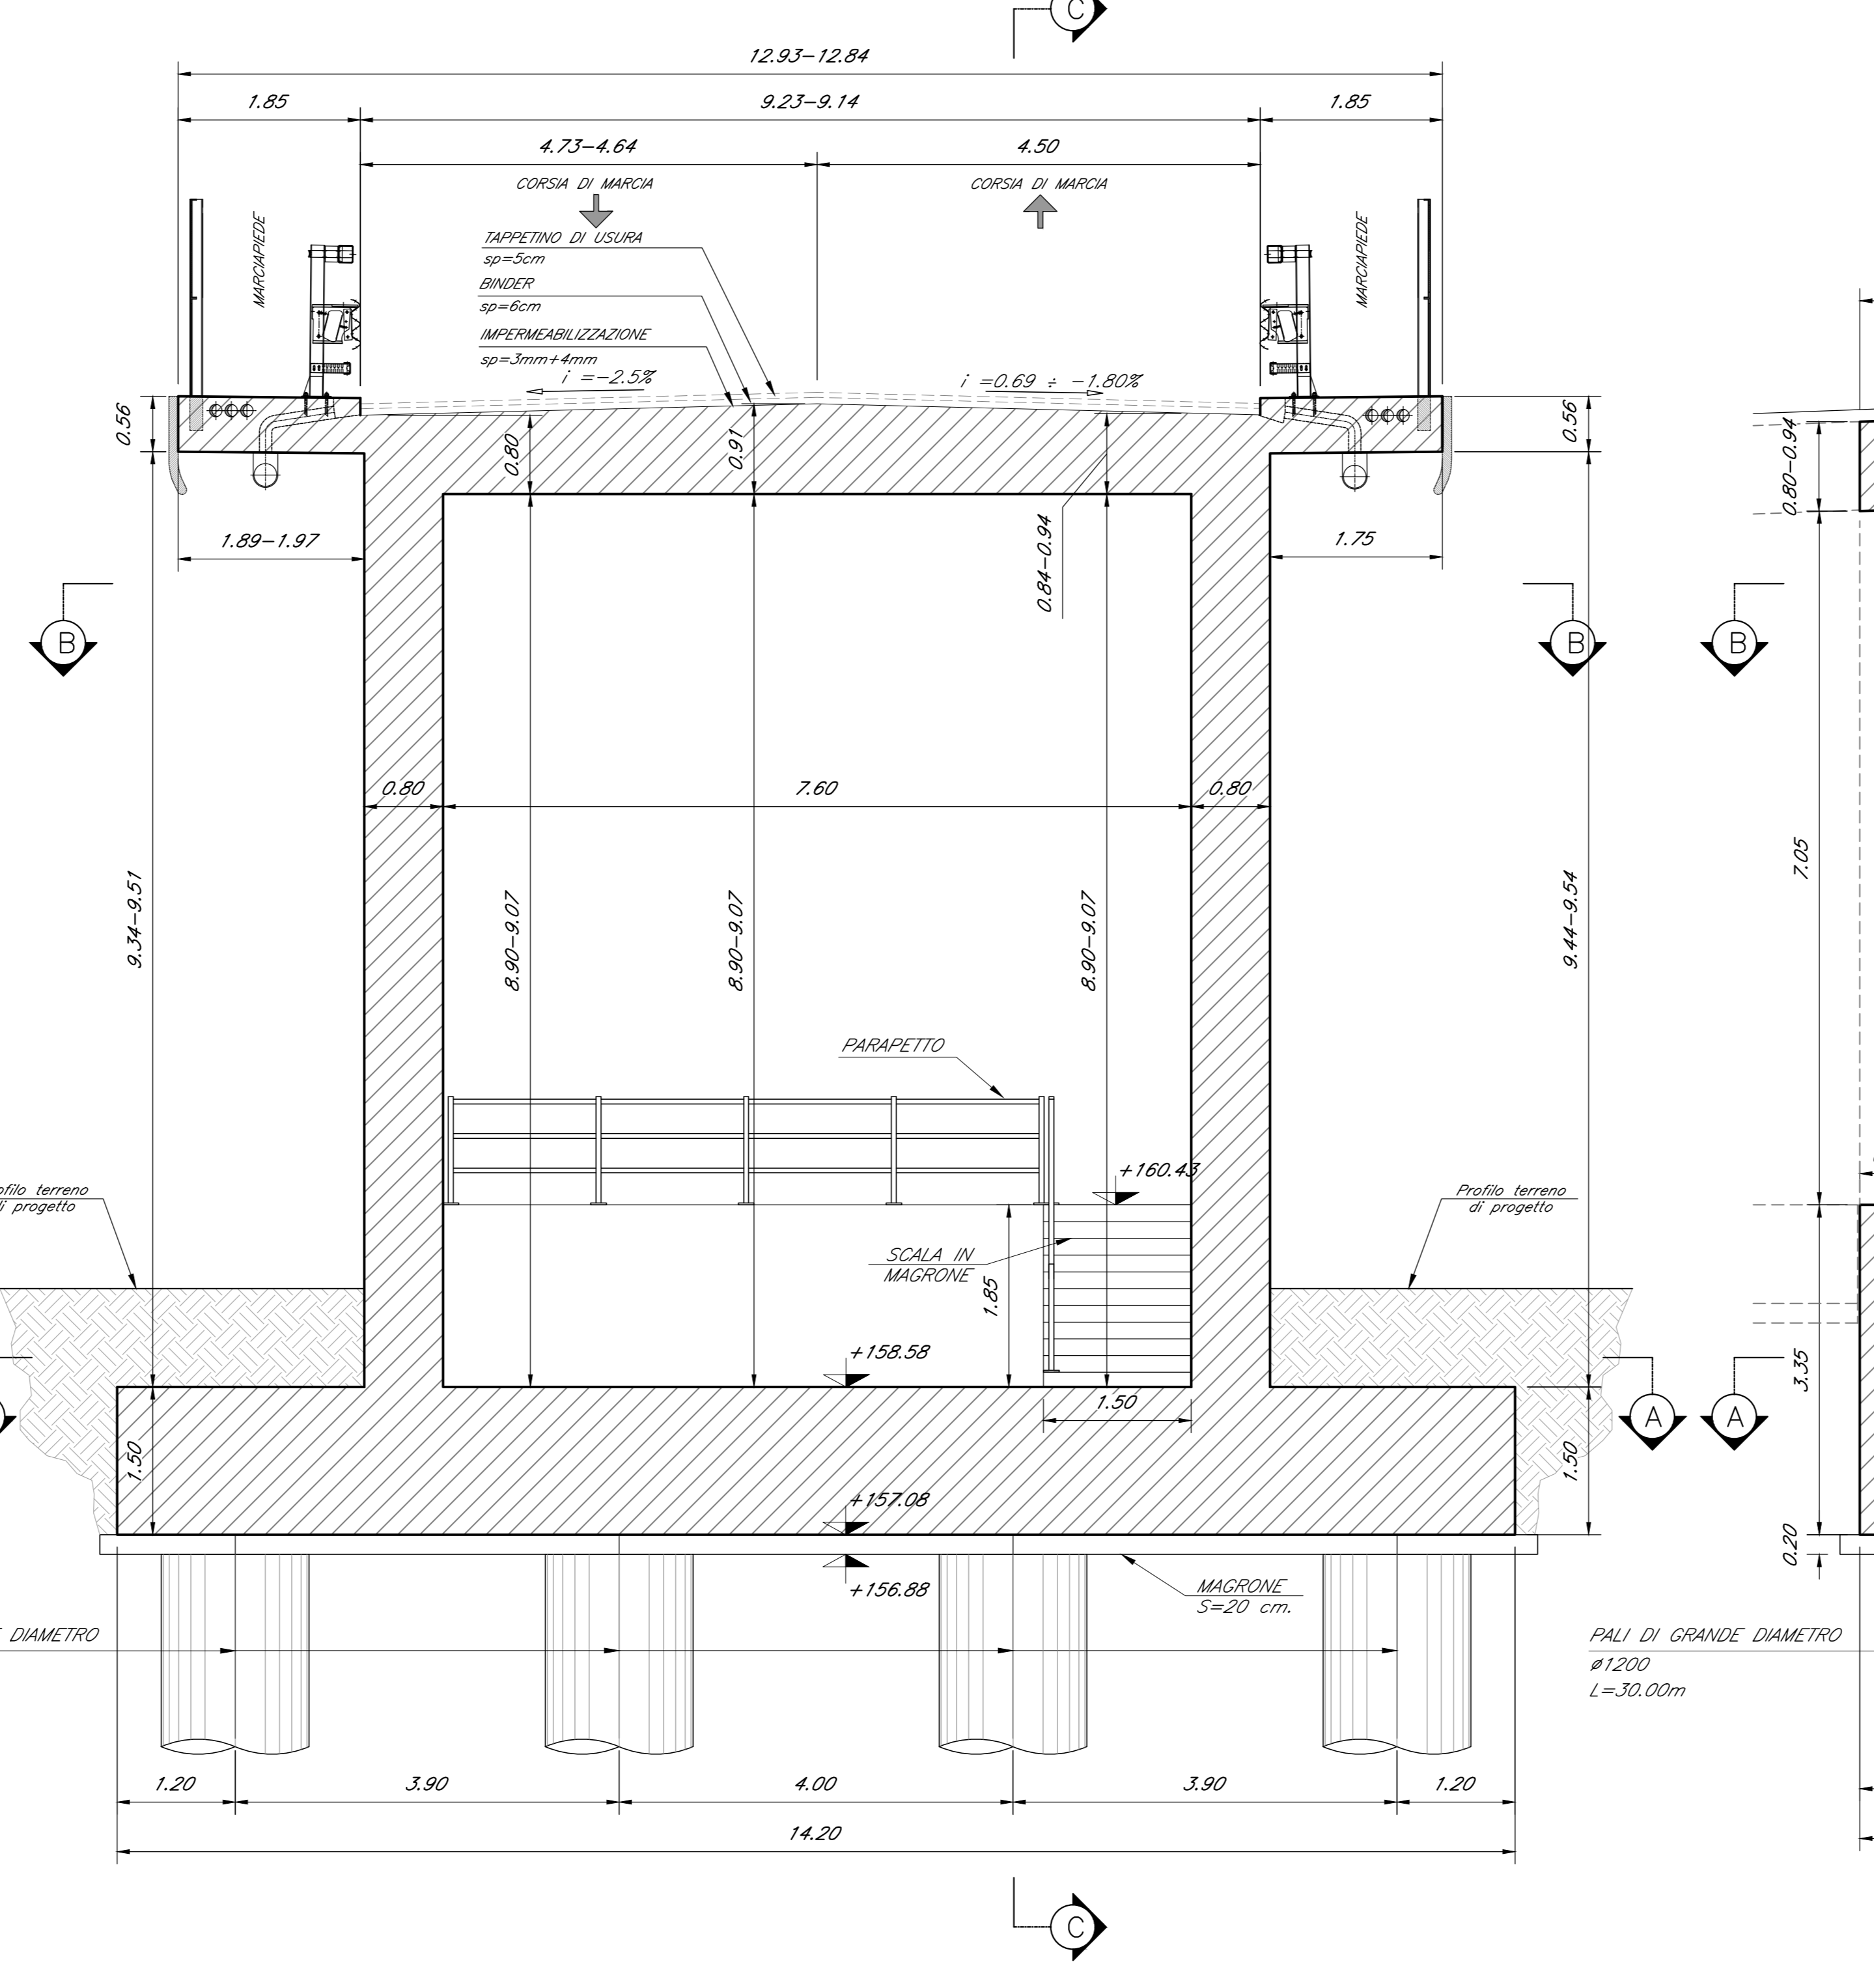 C
12.93-12.84
1.85
9.23-9.14
1.85
4.73-4.64
4.50
CORSIA DI MARCIA
CORSIA DI MARCIA
MARCIAPIEDE
MARCIAPIEDE
TAPPETINO DI USURA
sp=5cm
BINDER
sp=6cm
IMPERMEABILIZZAZIONE
sp=3mm+4mm
i =-2.5%
i =0.69 ÷ -1.80%
0.56
0.80
0.91
0.84-0.94
0.56
0.80-0.94
1.89-1.97
1.75
B
B
B
0.80
7.60
0.80
9.34-9.51
8.90-9.07
8.90-9.07
8.90-9.07
9.44-9.54
7.05
PARAPETTO
+160.43
Profilo terreno
di progetto
di progetto
SCALA IN
MAGRONE
1.85
+158.58
1.50
3.35
A
A
1.50
1.50
+157.08
+156.88
0.20
MAGRONE
S=20 cm.
DIAMETRO
PALI DI GRANDE DIAMETRO
ø1200
L=30.00m
1.20
3.90
4.00
3.90
1.20
14.20
C